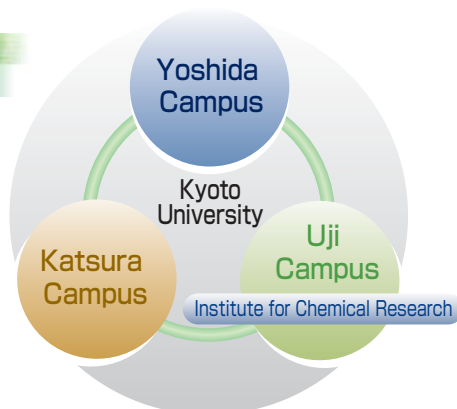 Yoshida
Campus
Kyoto
University
Katsura
Campus
Uji
Campus
Institute for Chemical Research